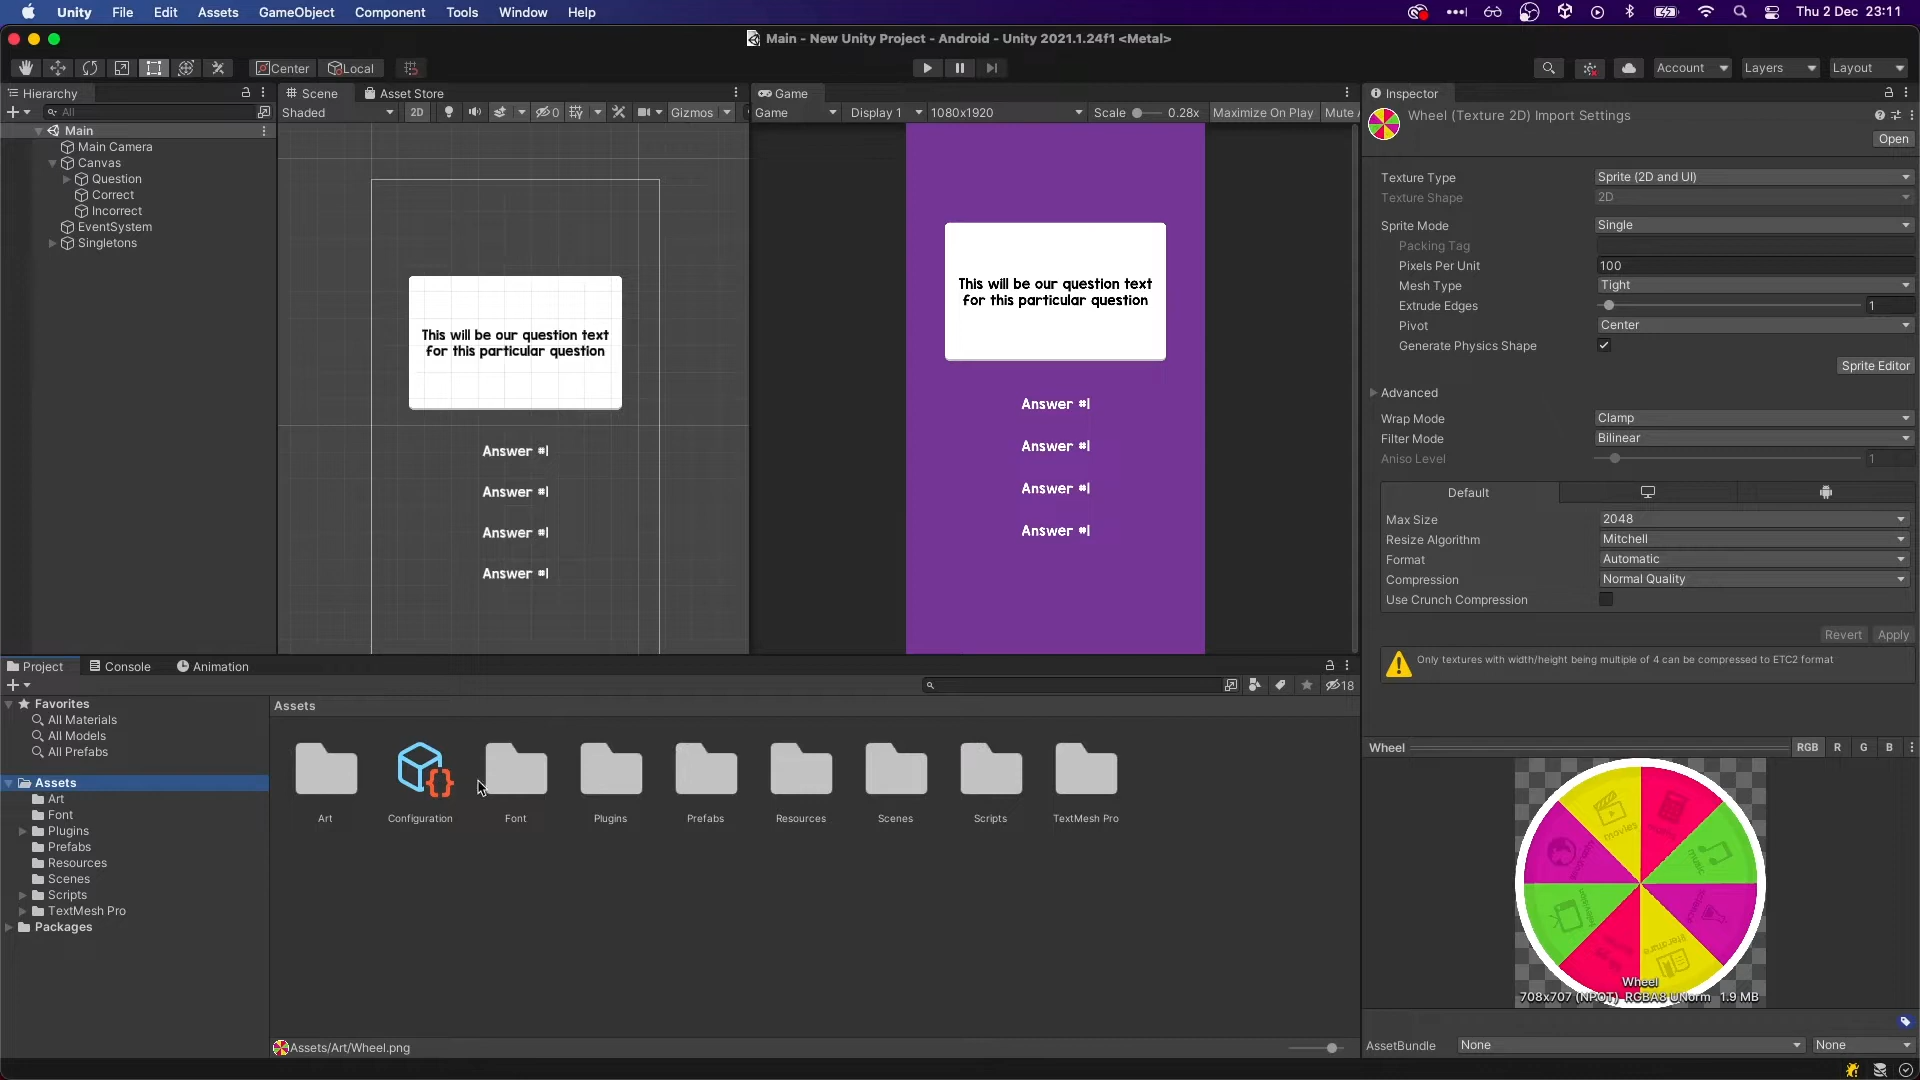 Unity File Edit Assets GameObject Component Tools Window Help
Thu 2 Dec 23:11
Main - New Unity Project - Android - Unity 2021.1.24f1 <Metal>
Center Local
Account Layers Layout
Hierarchy
All
Main
Main Camera
Canvas
Question
Correct
Incorrect
EventSystem
Singletons
Scene Asset Store
Shaded 2D 0 Gizmos
This will be our question text
for this particular question
Answer #1
Answer #1
Answer #1
Answer #1
Game
Game Display 1 1080x1920 Scale 0.28x Maximize On Play Mute
This will be our question text
for this particular question
Answer #1
Answer #1
Answer #1
Answer #1
Inspector
Wheel (Texture 2D) Import Settings
Open
Texture Type Sprite (2D and UI)
Texture Shape 2D
Sprite Mode Single
Packing Tag
Pixels Per Unit 100
Mesh Type Tight
Extrude Edges 1
Pivot Center
Generate Physics Shape
Sprite Editor
Advanced
Wrap Mode Clamp
Filter Mode Bilinear
Aniso Level 1
Default
Max Size 2048
Resize Algorithm Mitchell
Format Automatic
Compression Normal Quality
Use Crunch Compression
Revert Apply
Only textures with width/height being multiple of 4 can be compressed to ETC2 format
Project Console Animation
18
Favorites
All Materials
All Models
All Prefabs
Assets
Art
Font
Plugins
Prefabs
Resources
Scenes
Scripts
TextMesh Pro
Packages
Assets
Art Configuration Font Plugins Prefabs Resources Scenes Scripts TextMesh Pro
Assets/Art/Wheel.png
Wheel RGB R G B
movies
music
science
literature
television
Wheel
708x707 (NPOT) RGBA8 UNorm 1.9 MB
AssetBundle None None